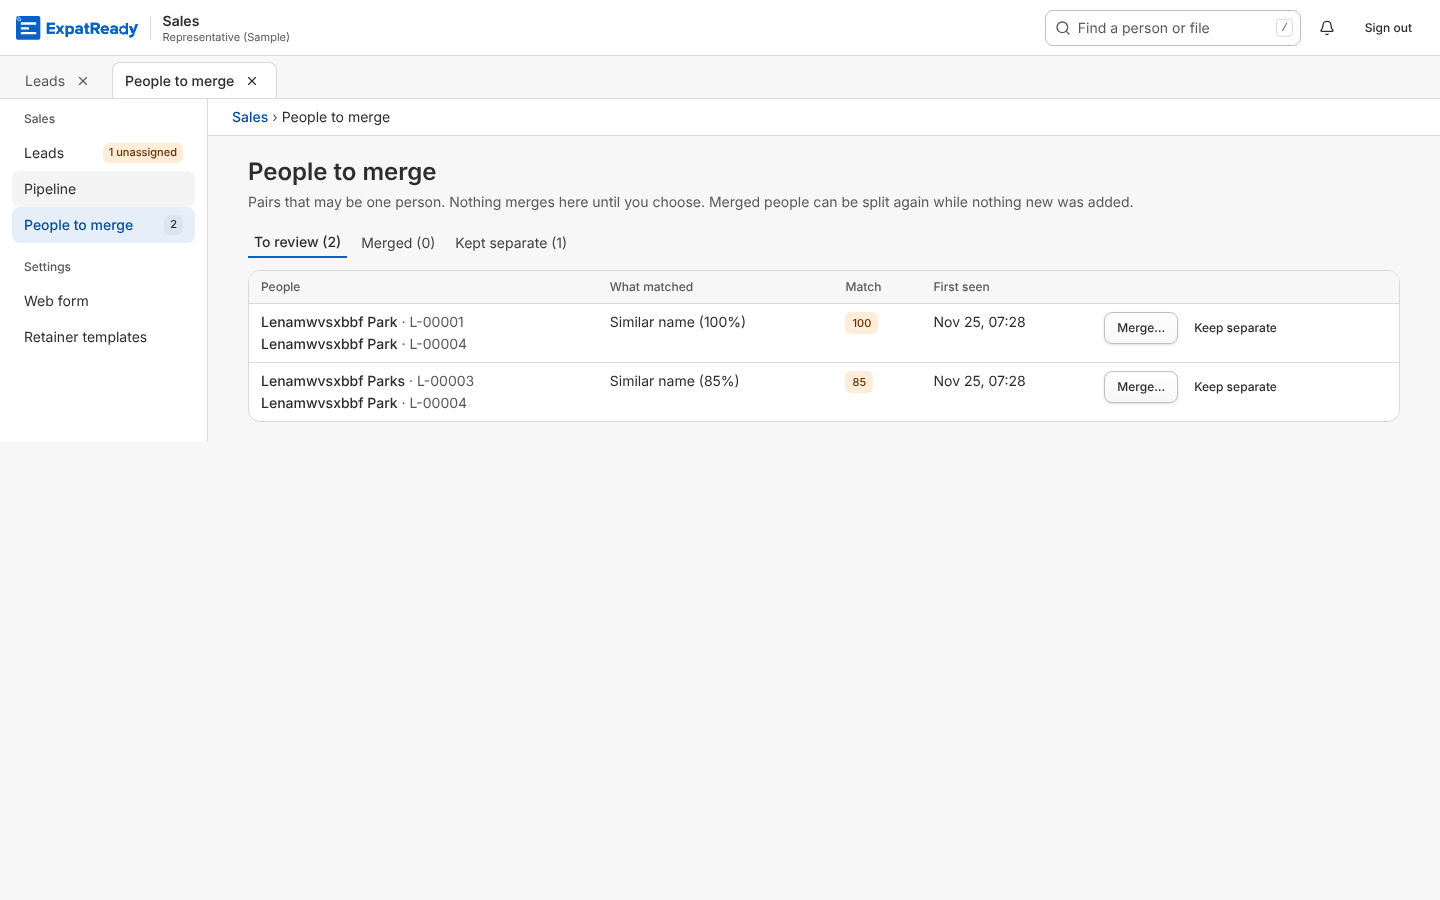 ExpatReady
Sales
Representative (Sample)
Find a person or file
/
Sign out
Leads
People to merge
Sales
Leads
1 unassigned
Pipeline
People to merge
2
Settings
Web form
Retainer templates
Sales › People to merge
People to merge
Pairs that may be one person. Nothing merges here until you choose. Merged people can be split again while nothing new was added.
To review (2)
Merged (0)
Kept separate (1)
People
What matched
Match
First seen
Lenamwvsxbbf Park · L-00001
Lenamwvsxbbf Park · L-00004
Similar name (100%)
100
Nov 25, 07:28
Merge...
Keep separate
Lenamwvsxbbf Parks · L-00003
Lenamwvsxbbf Park · L-00004
Similar name (85%)
85
Nov 25, 07:28
Merge...
Keep separate